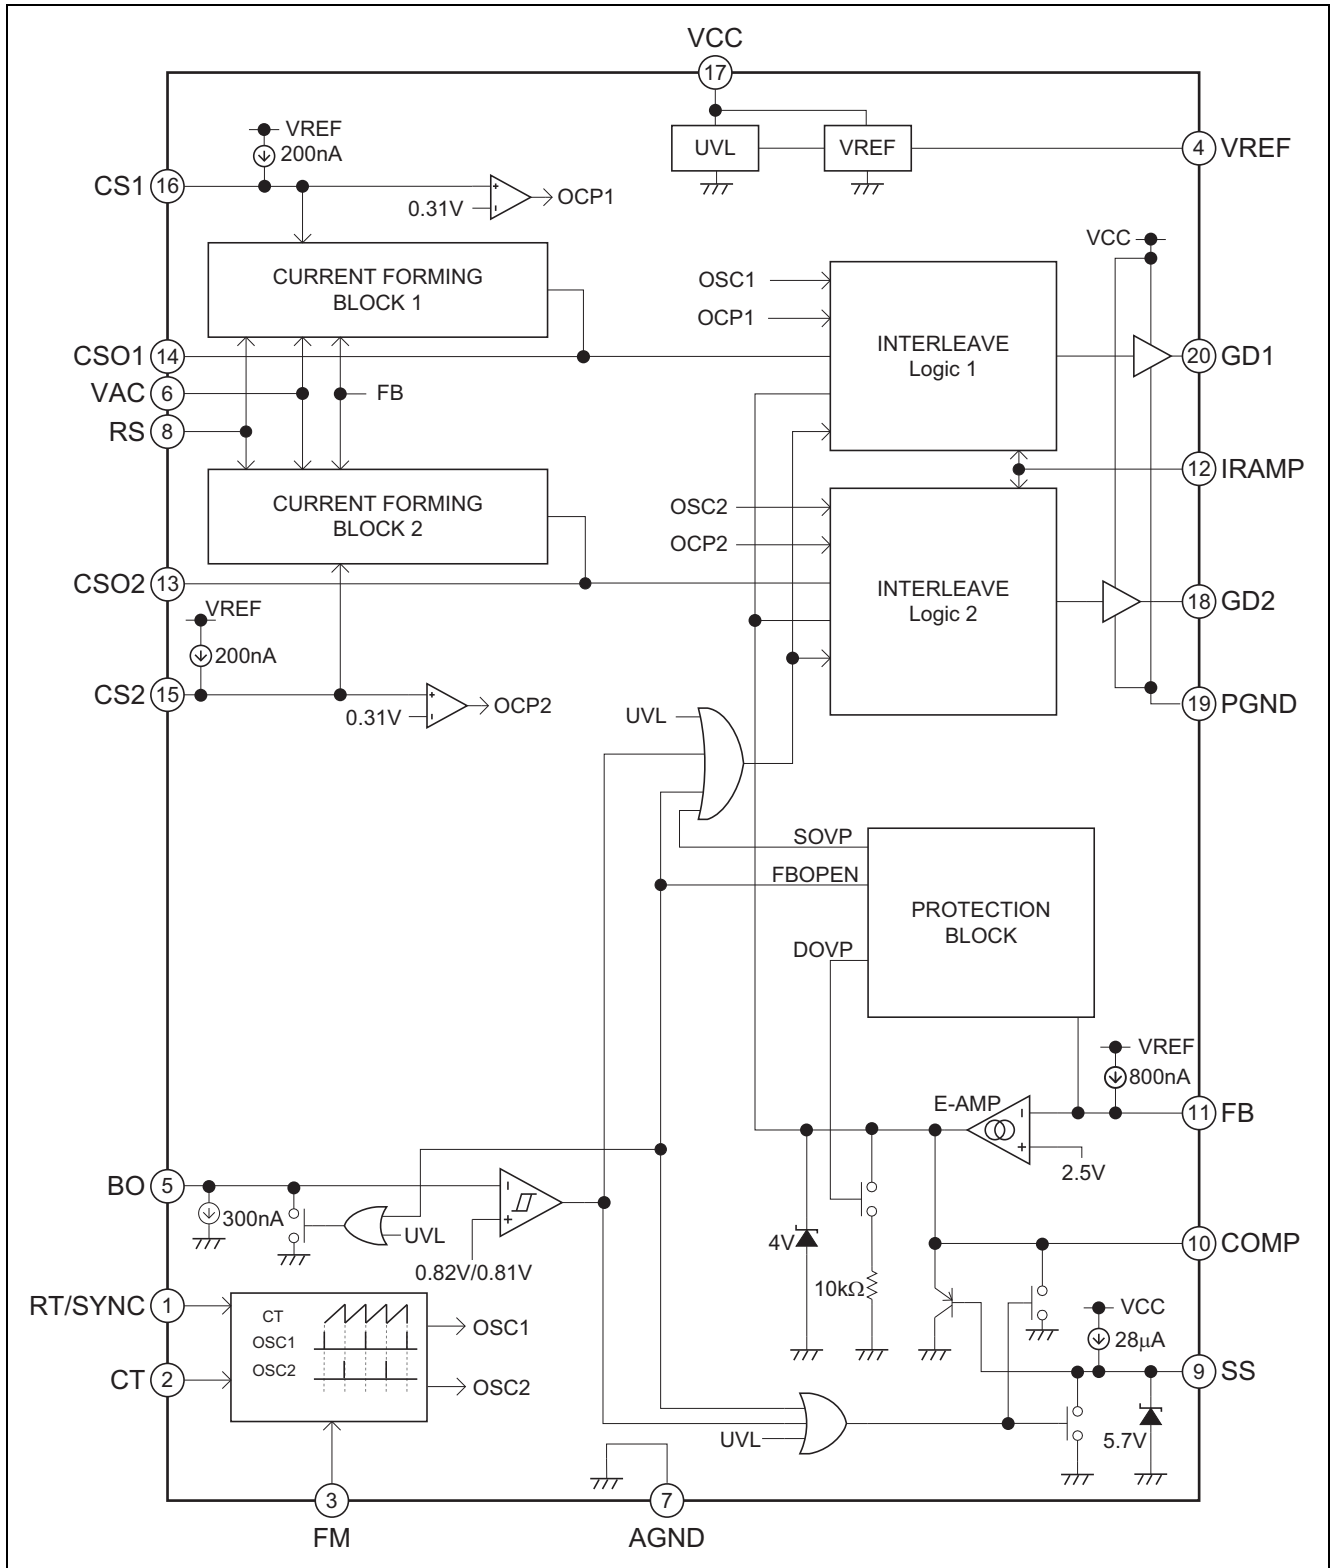 VCC
17
VREF
200nA
UVL
VREF
4
VREF
CS1
16
0.31V
+
-
OCP1
VCC
CURRENT FORMING
BLOCK 1
OSC1
OCP1
INTERLEAVE
Logic 1
CSO1
14
20
GD1
VAC
6
FB
RS
8
12
IRAMP
CURRENT FORMING
BLOCK 2
OSC2
OCP2
INTERLEAVE
Logic 2
CSO2
13
18
GD2
VREF
200nA
CS2
15
0.31V
+
-
OCP2
19
PGND
UVL
SOVP
FBOPEN
DOVP
PROTECTION
BLOCK
VREF
800nA
E-AMP
-
+
2.5V
11
FB
BO
5
300nA
UVL
-
+
0.82V/0.81V
4V
10kΩ
10
COMP
RT/SYNC
1
CT
OSC1
OSC2
OSC1
OSC2
CT
2
VCC
28μA
9
SS
5.7V
UVL
3
FM
7
AGND